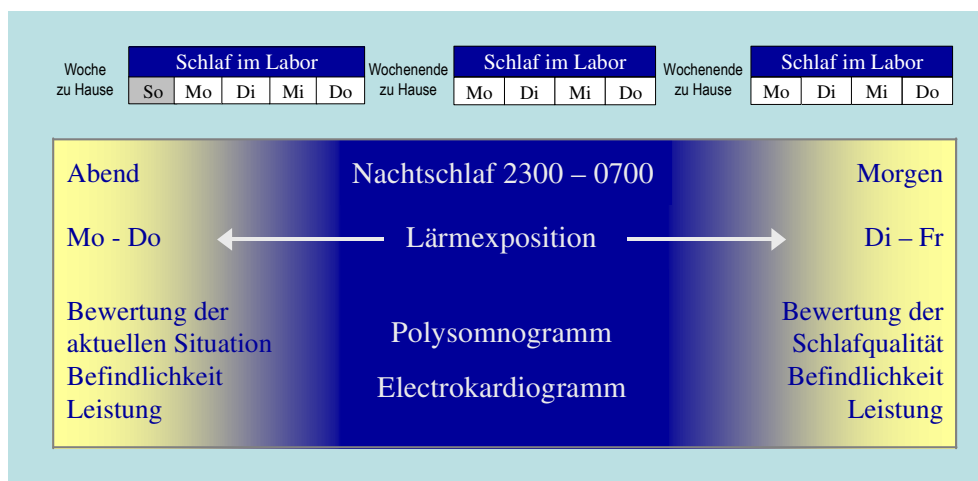 Woche
zu Hause
Schlaf im Labor
So Mo Di Mi Do
Wochenende
zu Hause
Schlaf im Labor
Mo Di Mi Do
Wochenende
zu Hause
Schlaf im Labor
Mo Di Mi Do
Abend
Nachtschlaf 2300 – 0700
Morgen
Mo - Do
Lärmexposition
Di – Fr
Bewertung der
aktuellen Situation
Befindlichkeit
Leistung
Polysomnogramm
Electrokardiogramm
Bewertung der
Schlafqualität
Befindlichkeit
Leistung